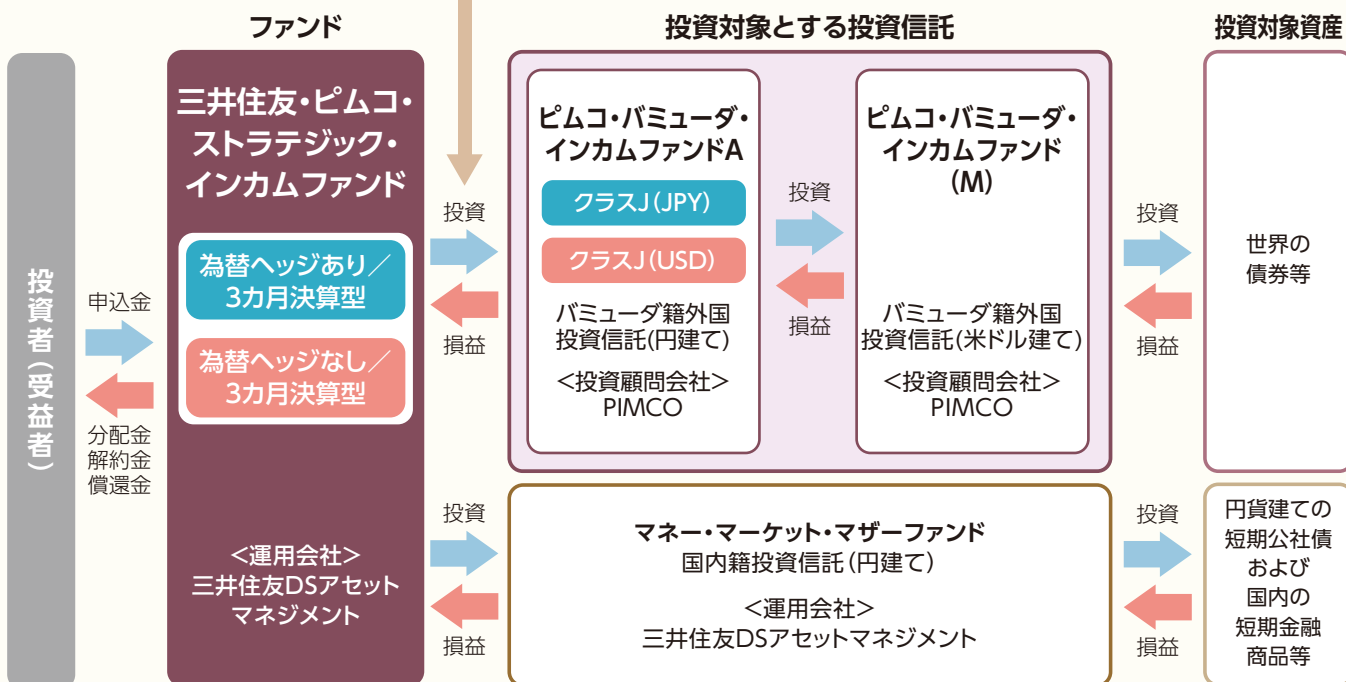 ファンド
投資対象とする投資信託
投資対象資産
投資者（受益者）
申込金
分配金
解約金
償還金
三井住友・ピムコ・
ストラテジック・
インカムファンド
為替ヘッジあり／
3カ月決算型
為替ヘッジなし／
3カ月決算型
＜運用会社＞
三井住友DSアセット
マネジメント
投資
損益
ピムコ・バミューダ・
インカムファンドA
クラスJ（JPY）
クラスJ（USD）
バミューダ籍外国
投資信託(円建て)
＜投資顧問会社＞
PIMCO
投資
損益
ピムコ・バミューダ・
インカムファンド
（M）
バミューダ籍外国
投資信託(米ドル建て)
＜投資顧問会社＞
PIMCO
投資
損益
世界の
債券等
投資
損益
マネー・マーケット・マザーファンド
国内籍投資信託（円建て）
＜運用会社＞
三井住友DSアセットマネジメント
投資
損益
円貨建ての
短期公社債
および
国内の
短期金融
商品等